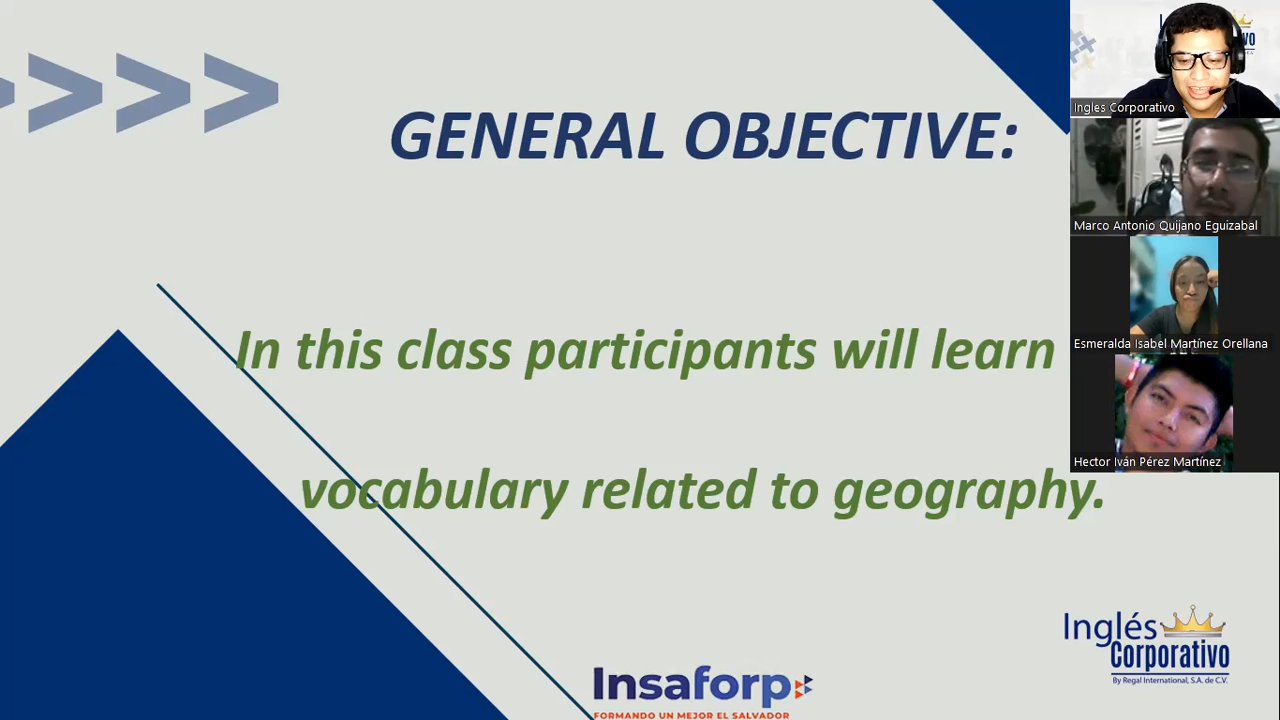 GENERAL OBJECTIVE:
In this class participants will learn
vocabulary related to geography.
Insaforp
FORMANDO UN MEJOR EL SALVADOR
Inglés
Corporativo
By Regal International, S.A. de C.V.
Ingles Corporativo
Marco Antonio Quijano Eguizabal
Esmeralda Isabel Martínez Orellana
Hector Iván Pérez Martínez